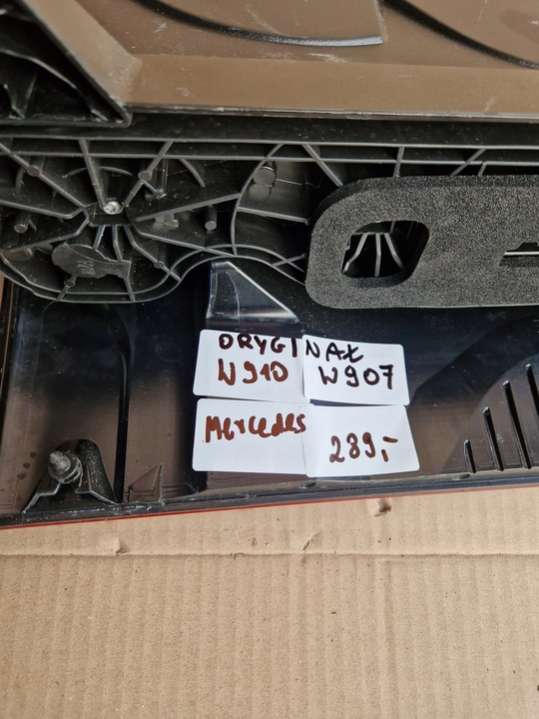 ORYGINAŁ
W910 W907
Mercedes
289,-